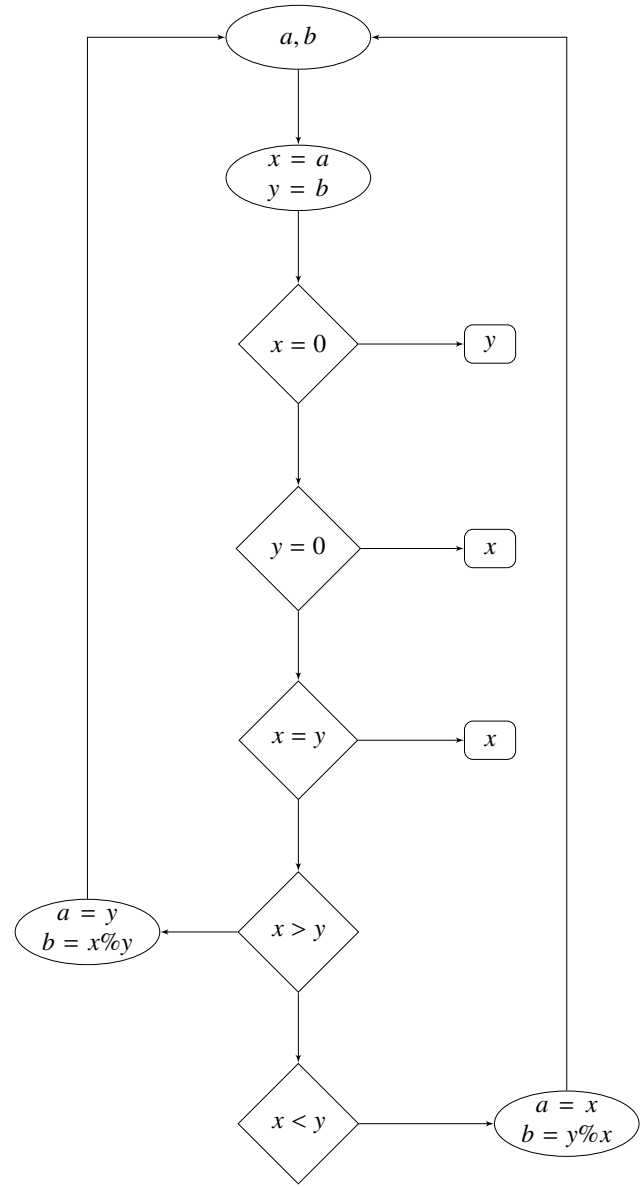 a, b
x = a
y = b
x = 0
y
y = 0
x
x = y
x
x > y
a = y
b = x%y
x < y
a = x
b = y%x